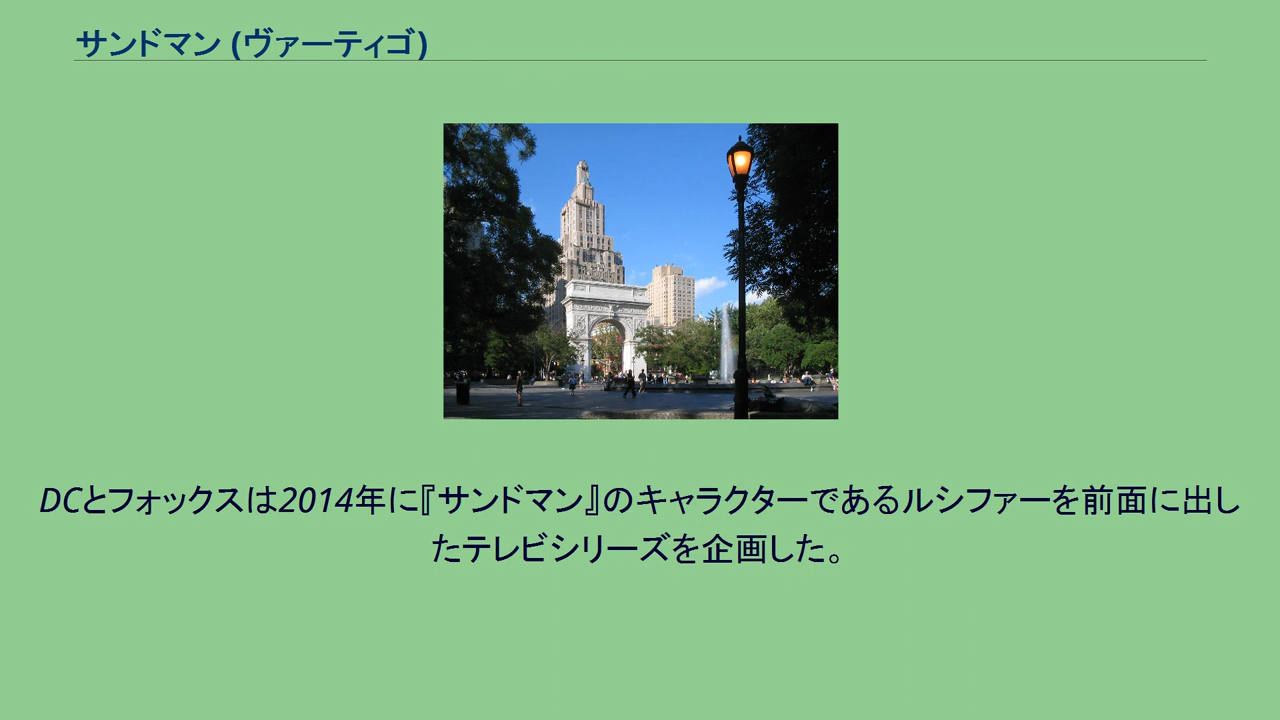 サンドマン (ヴァーティゴ)
DCとフォックスは2014年に『サンドマン』のキャラクターであるルシファーを前面に出し
たテレビシリーズを企画した。